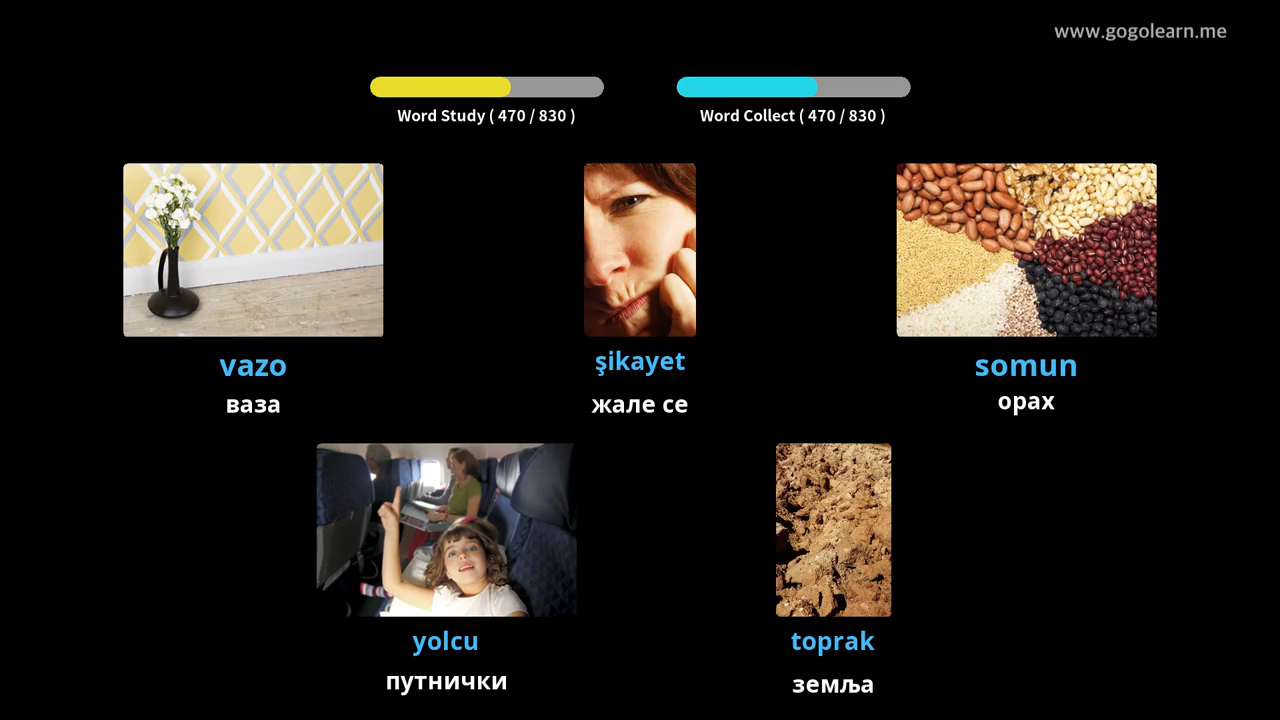 www.gogolearn.me
Word Study ( 470 / 830 )
Word Collect ( 470 / 830 )
vazo
ваза
şikayet
жале се
somun
орах
yolcu
путнички
toprak
земља